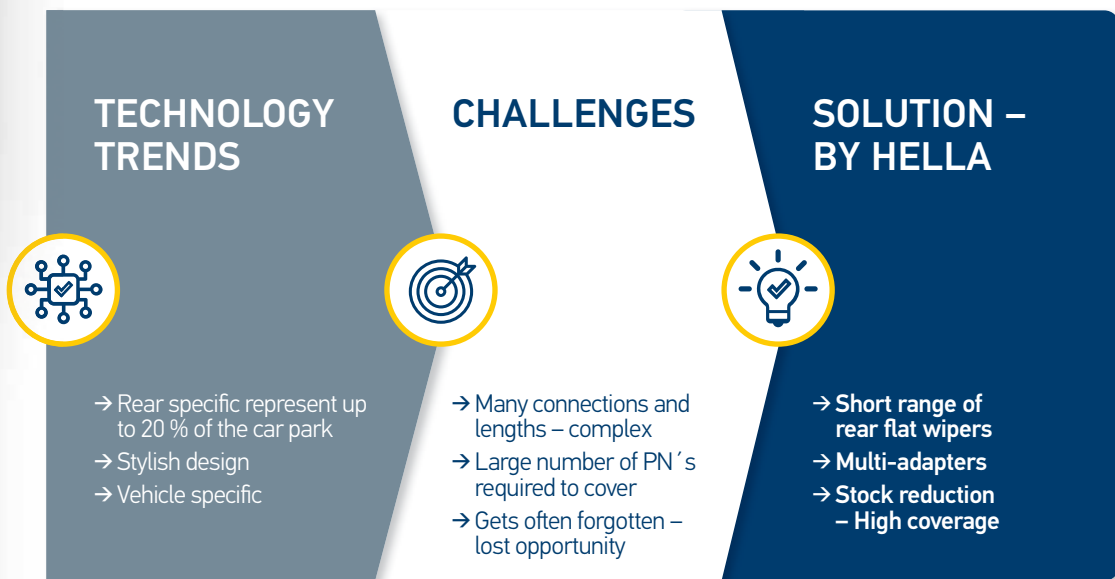 TECHNOLOGY
TRENDS
→ Rear specific represent up
to 20 % of the car park
→ Stylish design
→ Vehicle specific
CHALLENGES
→ Many connections and
lengths – complex
→ Large number of PN´s
required to cover
→ Gets often forgotten –
lost opportunity
SOLUTION –
BY HELLA
→ Short range of
rear flat wipers
→ Multi-adapters
→ Stock reduction
– High coverage